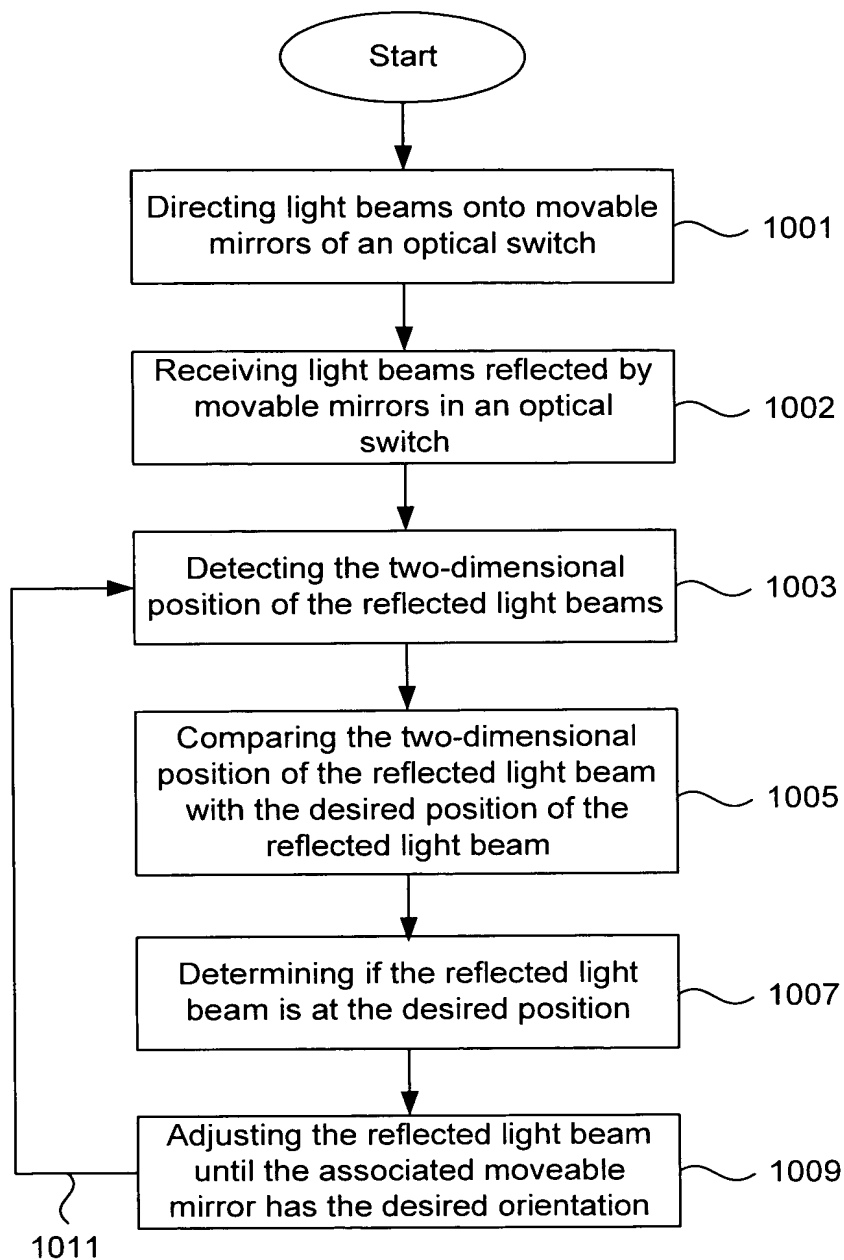 Start
Directing light beams onto movable
mirrors of an optical switch
1001
Receiving light beams reflected by
movable mirrors in an optical
switch
1002
Detecting the two-dimensional
position of the reflected light beams
1003
Comparing the two-dimensional
position of the reflected light beam
with the desired position of the
reflected light beam
1005
Determining if the reflected light
beam is at the desired position
1007
Adjusting the reflected light beam
until the associated moveable
mirror has the desired orientation
1009
1011